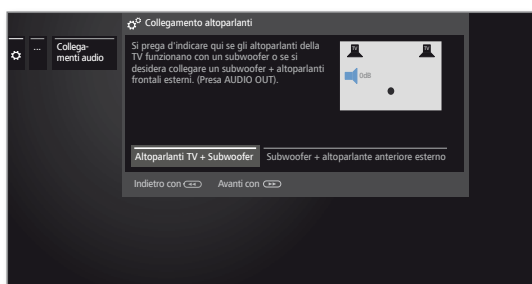 Collegamento altoparlanti
...
Collega-
menti audio
Si prega d'indicare qui se gli altoparlanti della
TV funzionano con un subwoofer o se si
desidera collegare un subwoofer + altoparlanti
frontali esterni. (Presa AUDIO OUT).
TV TV
0dB
Altoparlanti TV + Subwoofer Subwoofer + altoparlante anteriore esterno
Indietro con Avanti con